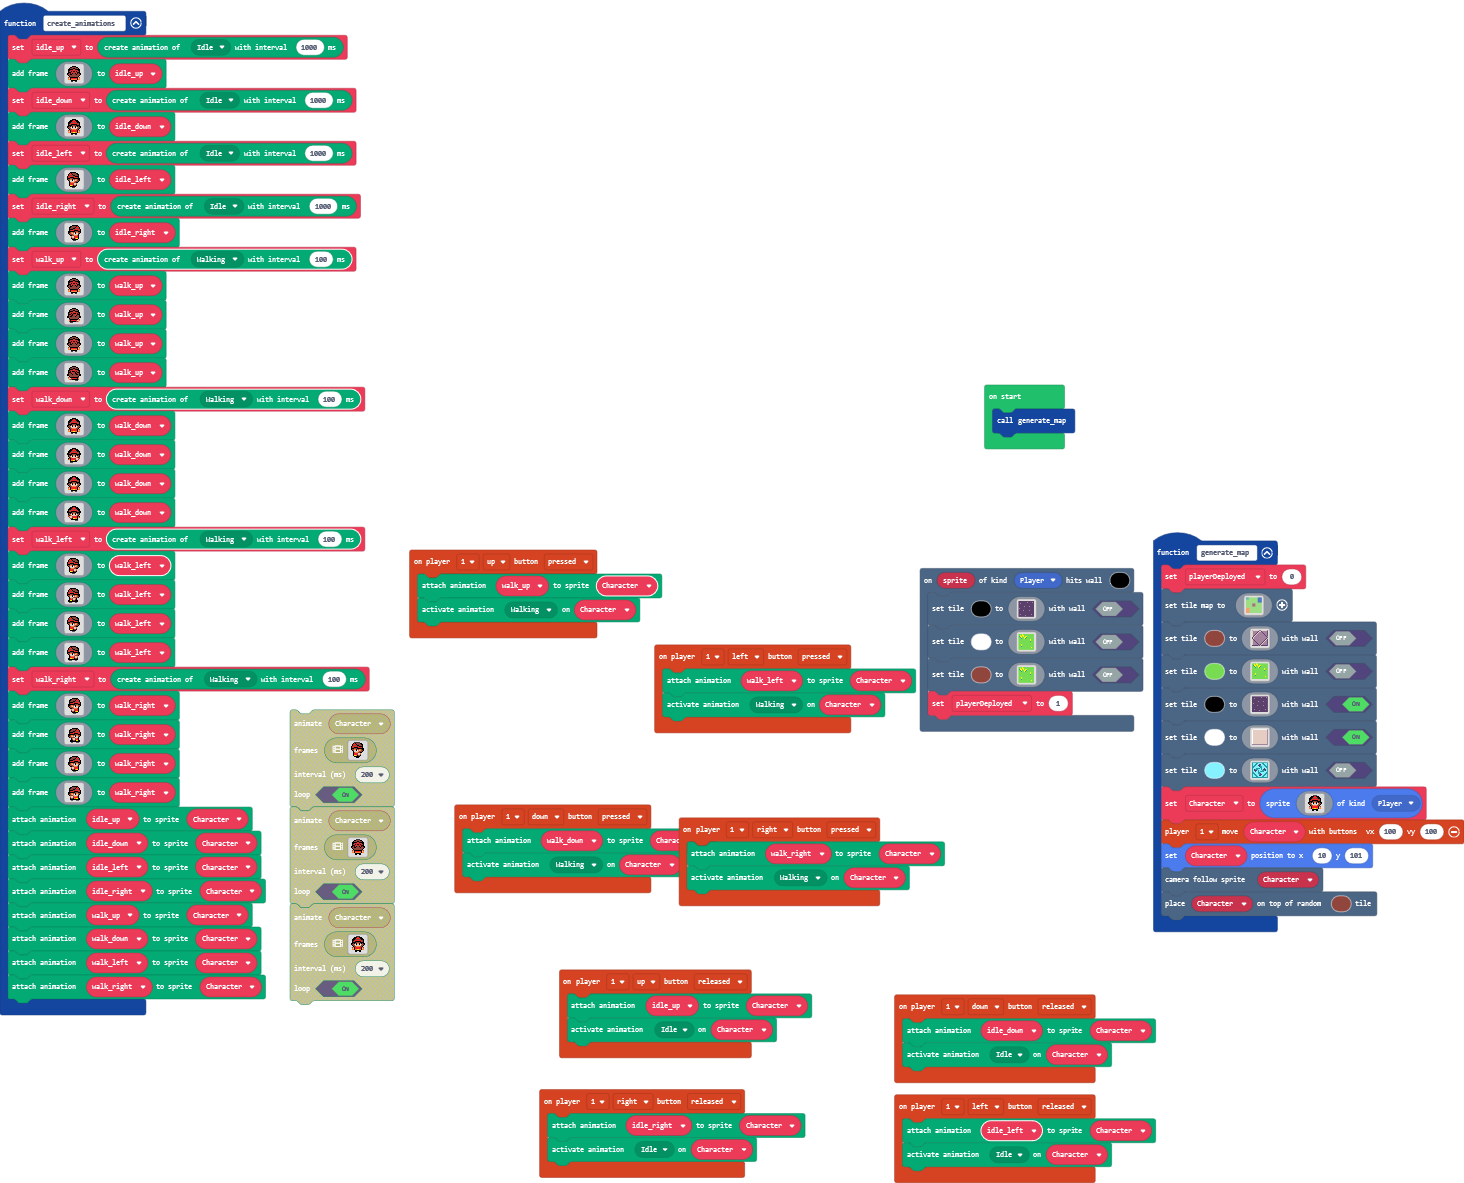 function create_animations
set idle_up to create animation of Idle with interval 1000 ms
add frame to idle_up
set idle_down to create animation of Idle with interval 1000 ms
add frame to idle_down
set idle_left to create animation of Idle with interval 1000 ms
add frame to idle_left
set idle_right to create animation of Idle with interval 1000 ms
add frame to idle_right
set walk_up to create animation of Walking with interval 100 ms
add frame to walk_up
add frame to walk_up
add frame to walk_up
add frame to walk_up
set walk_down to create animation of Walking with interval 100 ms
add frame to walk_down
add frame to walk_down
add frame to walk_down
add frame to walk_down
set walk_left to create animation of Walking with interval 100 ms
add frame to walk_left
add frame to walk_left
add frame to walk_left
add frame to walk_left
set walk_right to create animation of Walking with interval 100 ms
add frame to walk_right
add frame to walk_right
add frame to walk_right
add frame to walk_right
attach animation idle_up to sprite Character
attach animation idle_down to sprite Character
attach animation idle_left to sprite Character
attach animation idle_right to sprite Character
attach animation walk_up to sprite Character
attach animation walk_down to sprite Character
attach animation walk_left to sprite Character
attach animation walk_right to sprite Character
animate Character
frames
interval (ms) 200
loop ON
animate Character
frames
interval (ms) 200
loop ON
animate Character
frames
interval (ms) 200
loop ON
on player 1 up button pressed
attach animation walk_up to sprite Character
activate animation Walking on Character
on player 1 left button pressed
attach animation walk_left to sprite Character
activate animation Walking on Character
on player 1 down button pressed
attach animation walk_down to sprite Charac
activate animation Walking on Character
on player 1 right button pressed
attach animation walk_right to sprite Character
activate animation Walking on Character
on player 1 up button released
attach animation idle_up to sprite Character
activate animation Idle on Character
on player 1 right button released
attach animation idle_right to sprite Character
activate animation Idle on Character
on player 1 down button released
attach animation idle_down to sprite Character
activate animation Idle on Character
on player 1 left button released
attach animation idle_left to sprite Character
activate animation Idle on Character
on start
call generate_map
on sprite of kind Player hits wall
set tile to with wall OFF
set tile to with wall OFF
set tile to with wall OFF
set playerDeployed to 1
function generate_map
set playerDeployed to 0
set tile map to
set tile to with wall OFF
set tile to with wall OFF
set tile to with wall ON
set tile to with wall ON
set tile to with wall OFF
set Character to sprite of kind Player
player 1 move Character with buttons vx 100 vy 100
set Character position to x 10 y 101
camera follow sprite Character
place Character on top of random tile